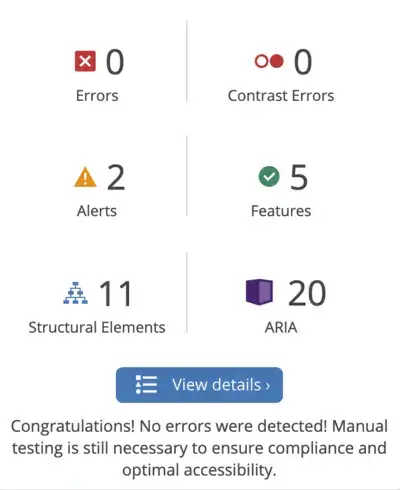 0 0
Errors Contrast Errors
2 5
Alerts Features
11 20
Structural Elements ARIA
View details ›
Congratulations! No errors were detected! Manual
testing is still necessary to ensure compliance and
optimal accessibility.